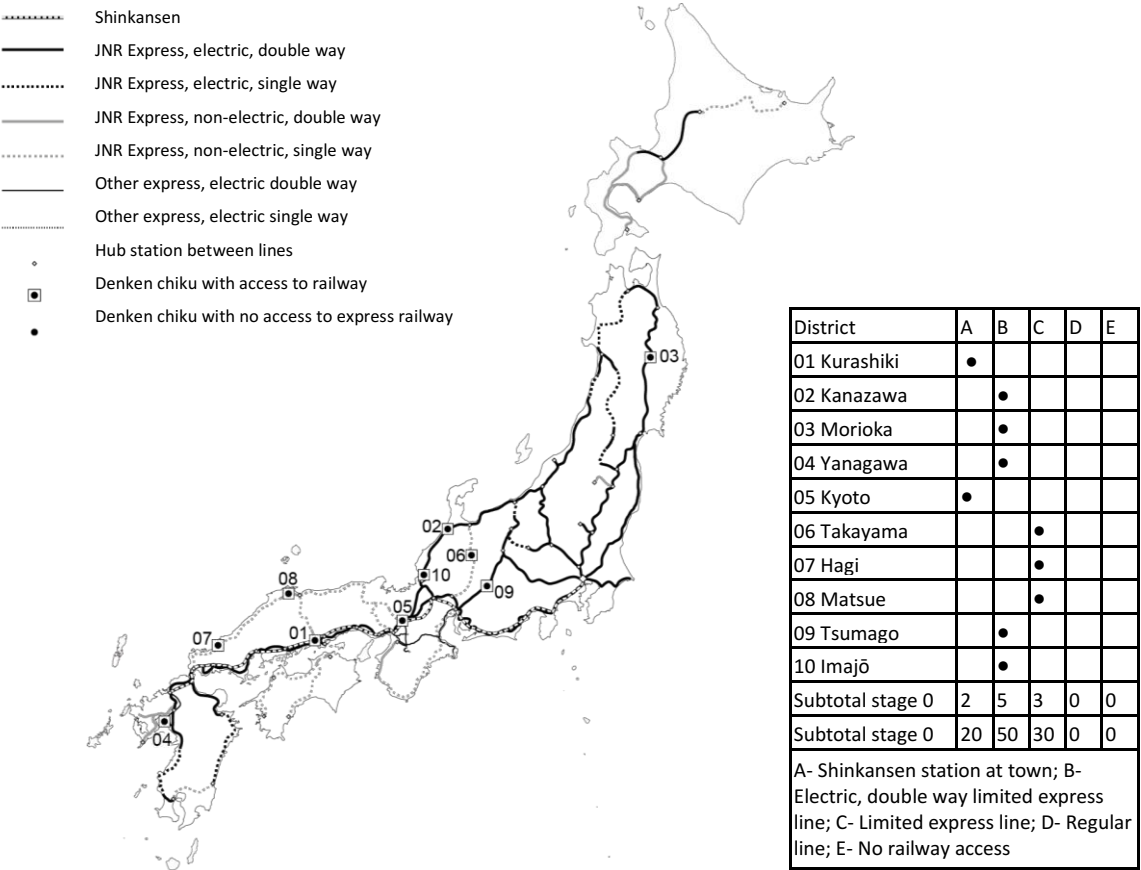 Shinkansen
JNR Express, electric, double way
JNR Express, electric, single way
JNR Express, non-electric, double way
JNR Express, non-electric, single way
Other express, electric double way
Other express, electric single way
Hub station between lines
Denken chiku with access to railway
Denken chiku with no access to express railway
03
02
06
10
09
08
05
07
01
04
District A B C D E
01 Kurashiki ●
02 Kanazawa ●
03 Morioka ●
04 Yanagawa ●
05 Kyoto ●
06 Takayama ●
07 Hagi ●
08 Matsue ●
09 Tsumago ●
10 Imajō ●
Subtotal stage 0 2 5 3 0 0
Subtotal stage 0 20 50 30 0 0
A- Shinkansen station at town; B-
Electric, double way limited express
line; C- Limited express line; D- Regular
line; E- No railway access